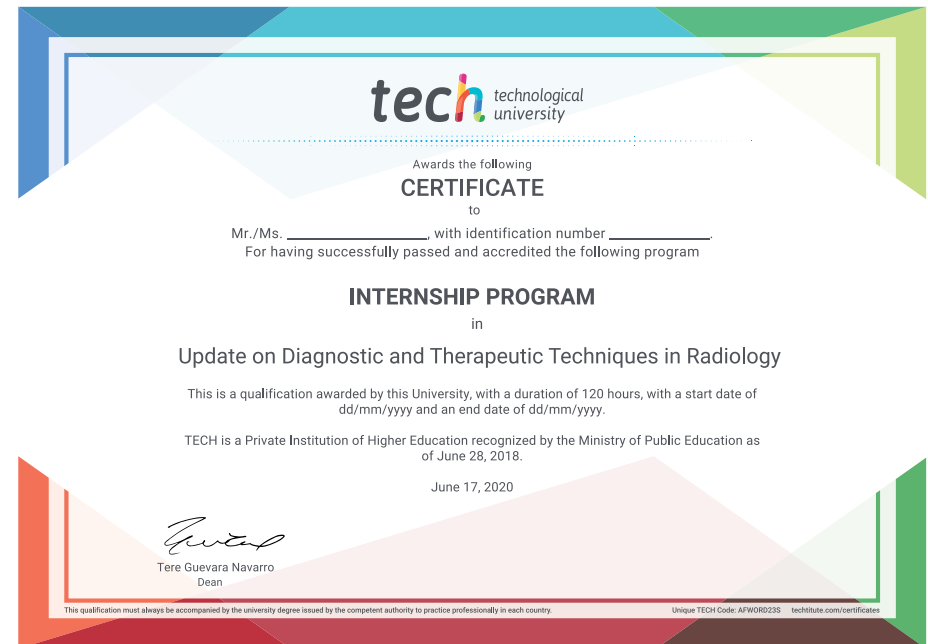 tech technological
university
Awards the following
CERTIFICATE
to
Mr./Ms. ____________________, with identification number ______________.
For having successfully passed and accredited the following program
INTERNSHIP PROGRAM
in
Update on Diagnostic and Therapeutic Techniques in Radiology
This is a qualification awarded by this University, with a duration of 120 hours, with a start date of
dd/mm/yyyy and an end date of dd/mm/yyyy.
TECH is a Private Institution of Higher Education recognized by the Ministry of Public Education as
of June 28, 2018.
June 17, 2020
Tere Guevara Navarro
Dean
This qualification must always be accompanied by the university degree issued by the competent authority to practice professionally in each country.
Unique TECH Code: AFWORD23S techtitute.com/certificates